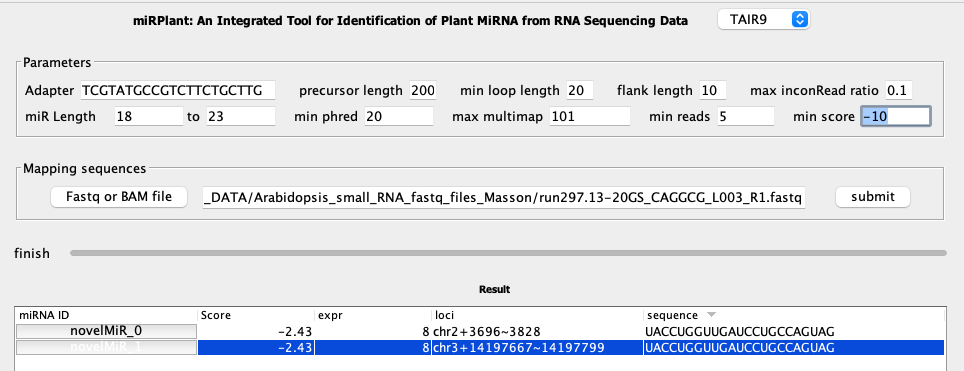 miRPlant: An Integrated Tool for Identification of Plant MiRNA from RNA Sequencing Data TAIR9
Parameters
Adapter TCGTATGCCGTCTTCTGCTTG precursor length 200 min loop length 20 flank length 10 max inconRead ratio 0.1
miR Length 18 to 23 min phred 20 max multimap 101 min reads 5 min score -10
Mapping sequences
Fastq or BAM file _DATA/Arabidopsis_small_RNA_fastq_files_Masson/run297.13-20GS_CAGGCG_L003_R1.fastq submit
finish
Result
miRNA ID Score expr loci sequence
novelMiR_0 -2.43 8 chr2+3696~3828 UACCUGGUUGAUCCUGCCAGUAG
novelMiR_1 -2.43 8 chr3+14197667~14197799 UACCUGGUUGAUCCUGCCAGUAG